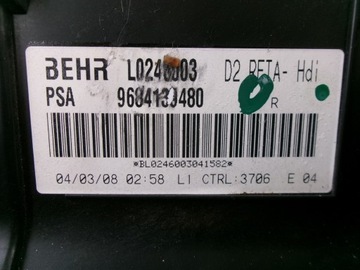 BEHR L0246003 D2 BETA- Hdi
PSA
R
*BL0246003041582*
04/03/08 02:58 L1 CTRL:3706 E 04